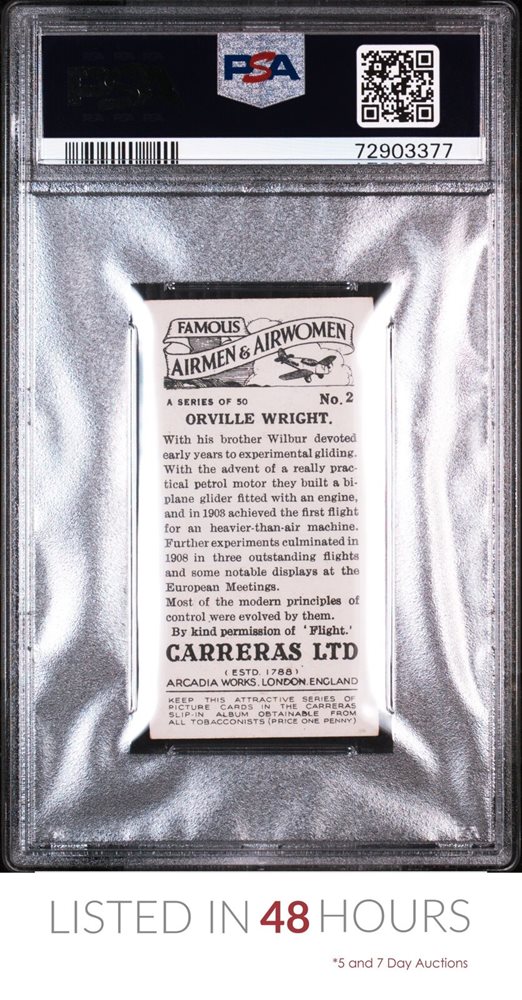 PSA
PSA
72903377
FAMOUS
AIRMEN & AIRWOMEN
A SERIES OF 50 No. 2
ORVILLE WRIGHT.
With his brother Wilbur devoted
early years to experimental gliding.
With the advent of a really prac-
tical petrol motor they built a bi-
plane glider fitted with an engine,
and in 1903 achieved the first flight
for an heavier-than-air machine.
Further experiments culminated in
1908 in three outstanding flights
and some notable displays at the
European Meetings.
Most of the modern principles of
control were evolved by them.
By kind permission of 'Flight.'
CARRERAS LTD
(ESTD. 1788)
ARCADIA WORKS. LONDON. ENGLAND
KEEP THIS ATTRACTIVE SERIES OF
PICTURE CARDS IN THE CARRERAS
SLIP-IN ALBUM OBTAINABLE FROM
ALL TOBACCONISTS (PRICE ONE PENNY)
LISTED IN 48 HOURS
*5 and 7 Day Auctions